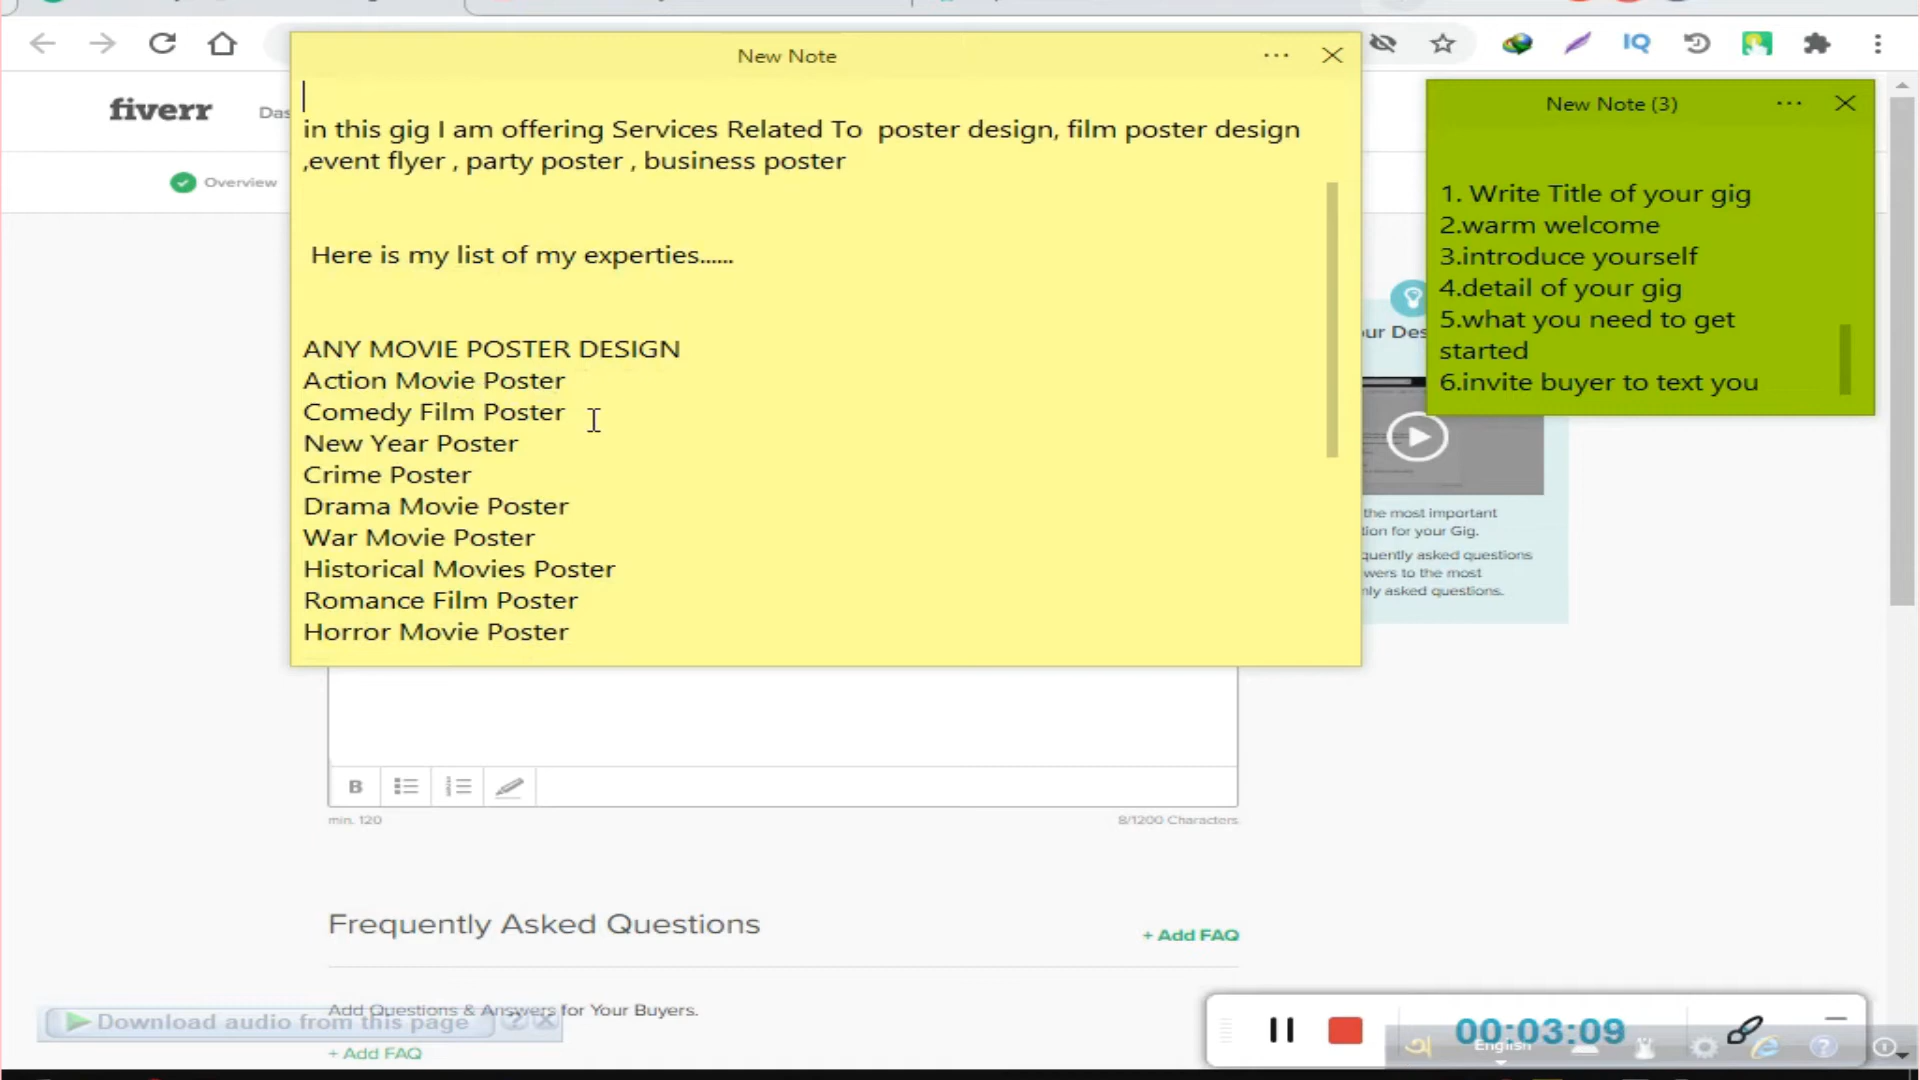 New Note
in this gig I am offering Services Related To  poster design, film poster design
,event flyer , party poster , business poster
Here is my list of my experties......
ANY MOVIE POSTER DESIGN
Action Movie Poster
Comedy Film Poster
New Year Poster
Crime Poster
Drama Movie Poster
War Movie Poster
Historical Movies Poster
Romance Film Poster
Horror Movie Poster
IQ
New Note (3)
1. Write Title of your gig
2.warm welcome
3.introduce yourself
4.detail of your gig
5.what you need to get
started
6.invite buyer to text you
fiverr
Overview
the most important
for your Gig.
questions
to the most
asked questions.
B
min. 120
8/1200 Characters
Frequently Asked Questions
+ Add FAQ
Add Questions & Answers for Your Buyers.
Download audio from this page
+ Add FAQ
00:03:09
English